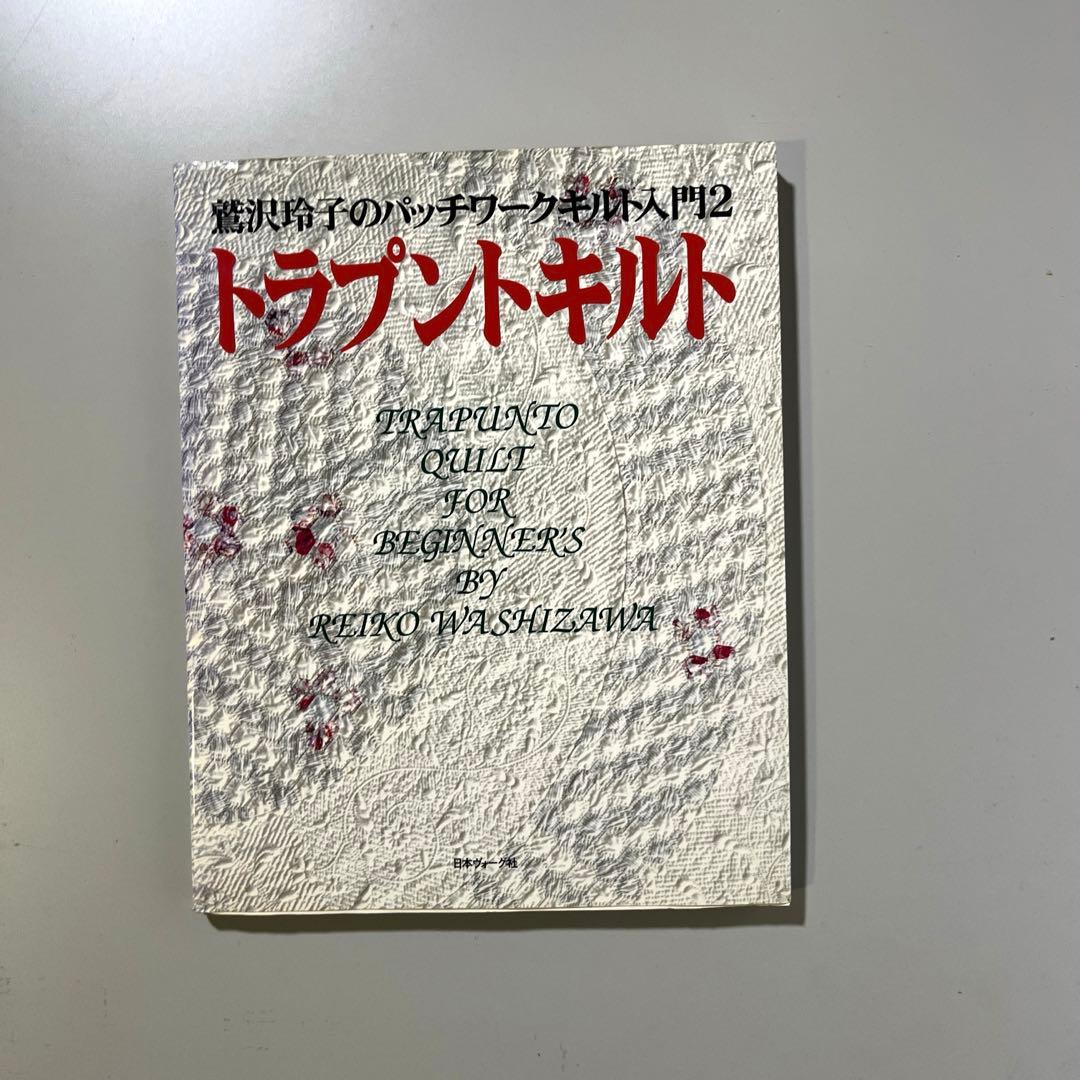 鷲沢玲子のパッチワークキルト入門2
トラプントキルト
TRAPUNTO
QUILT
FOR
BEGINNER'S
BY
REIKO WASHIZAWA
日本ヴォーグ社